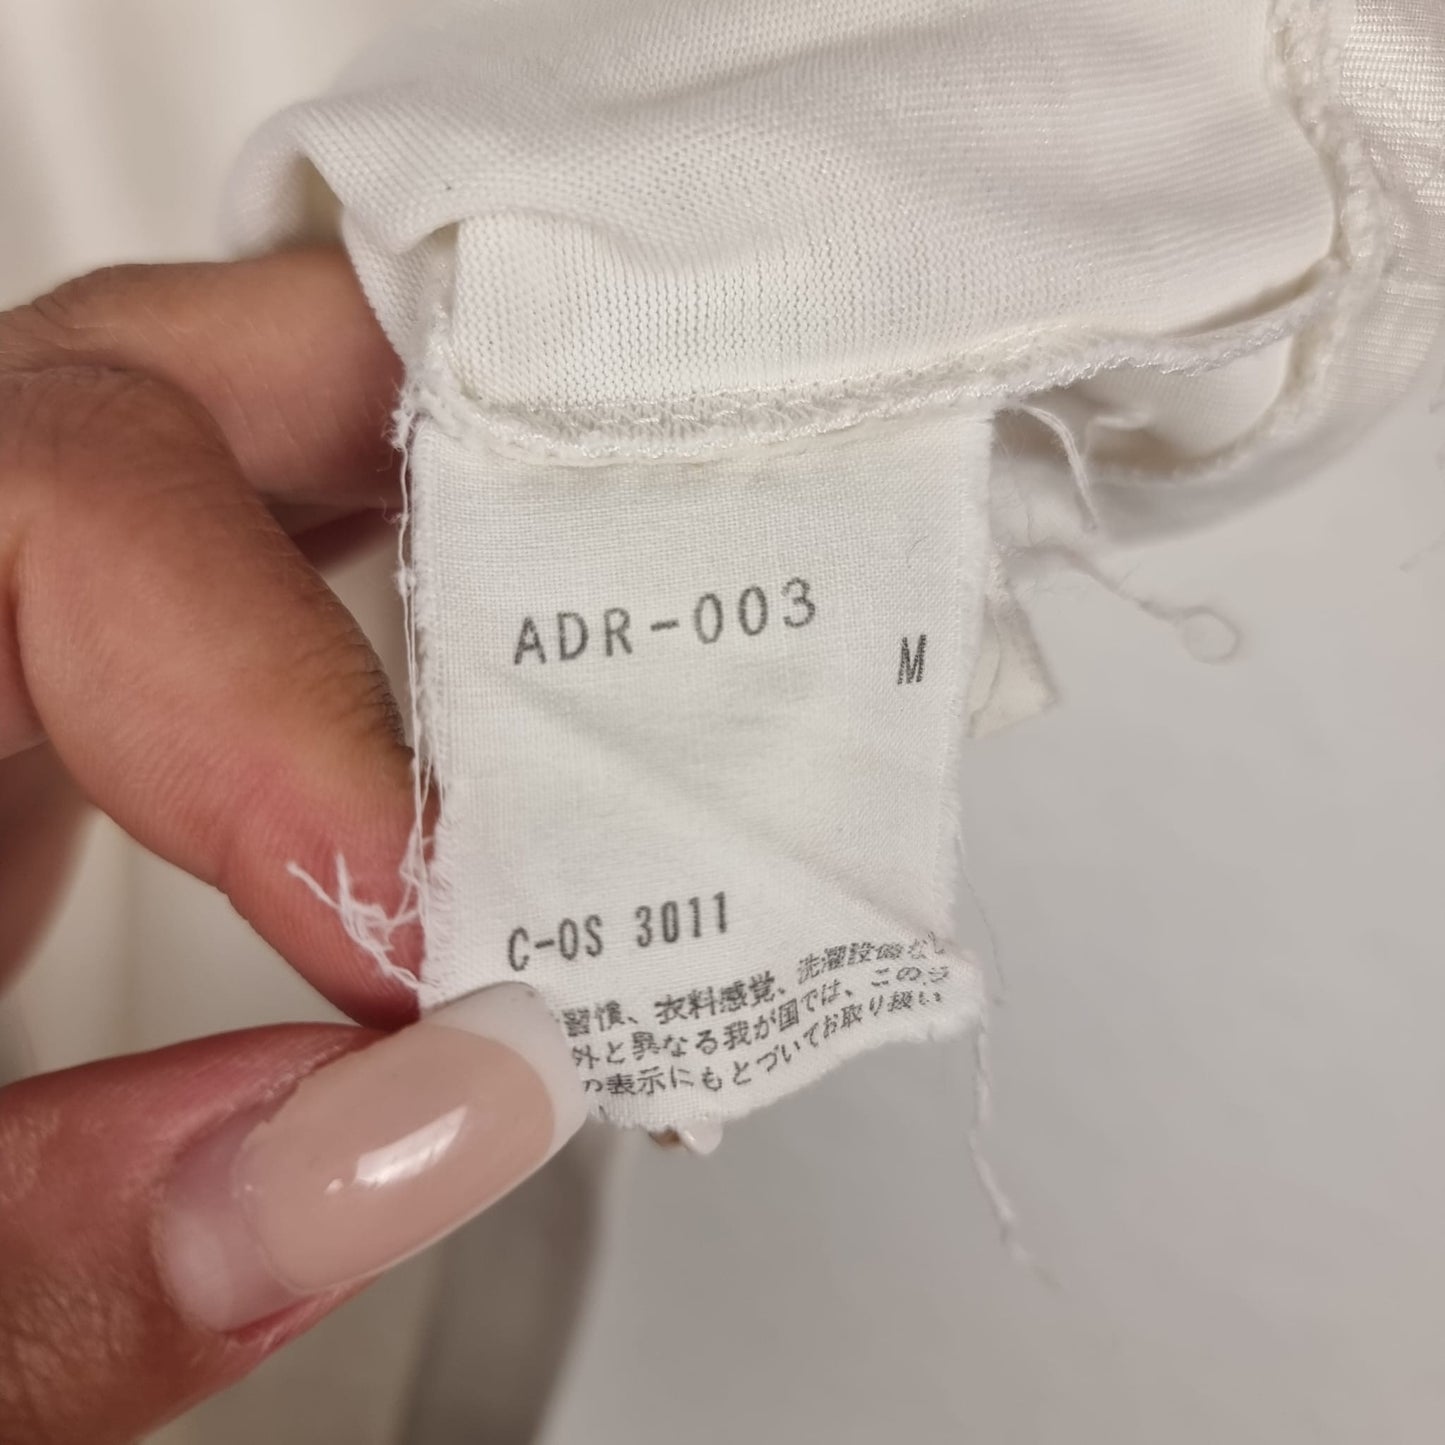 ADR-003
M
C-OS 3011
習慣、衣料感覚、洗濯設備なし
外と異なる我が国では、この
の表示にもとづいてお取り扱い